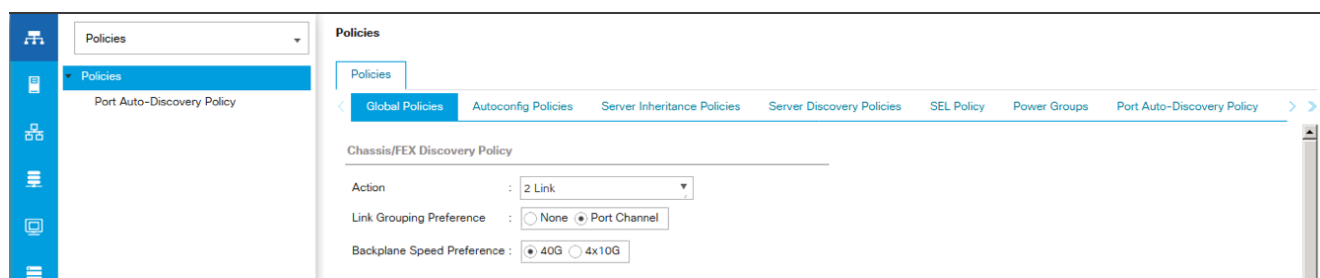 Policies
Policies
Policies
Port Auto-Discovery Policy
Policies
Global Policies Autoconfig Policies Server Inheritance Policies Server Discovery Policies SEL Policy Power Groups Port Auto-Discovery Policy
Chassis/FEX Discovery Policy
Action : 2 Link
Link Grouping Preference : None Port Channel
Backplane Speed Preference : 40G 4x10G